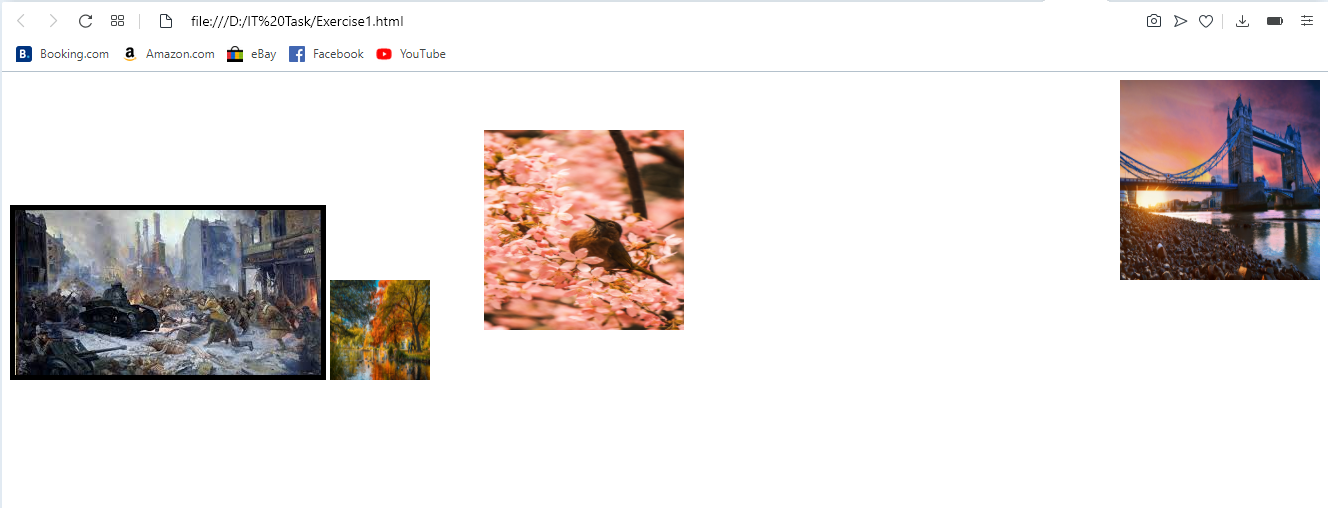 file:///D:/IT%20Task/Exercise1.html
B. Booking.com a Amazon.com eBay Facebook YouTube